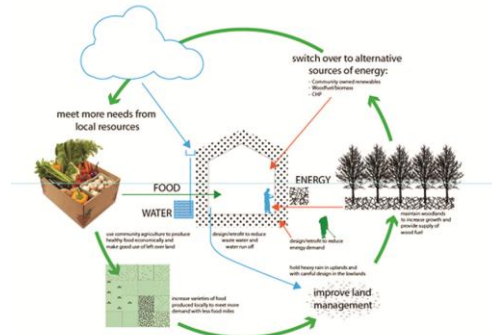 switch over to alternative
sources of energy:
- Community owned renewables
- Woodfuel/biomass
- CHP
meet more needs from
local resources
FOOD
ENERGY
WATER
use community agriculture to produce
healthy food economically and
make good use of left over land
design/retrofit to reduce
waste water and
water run off
design/retrofit to reduce
energy demand
maintain woodlands
to increase growth and
provide supply of
wood fuel
hold heavy rain in uplands and
with careful design in the lowlands
increase varieties of food
produced locally to meet more
demand with less food miles
improve land
management